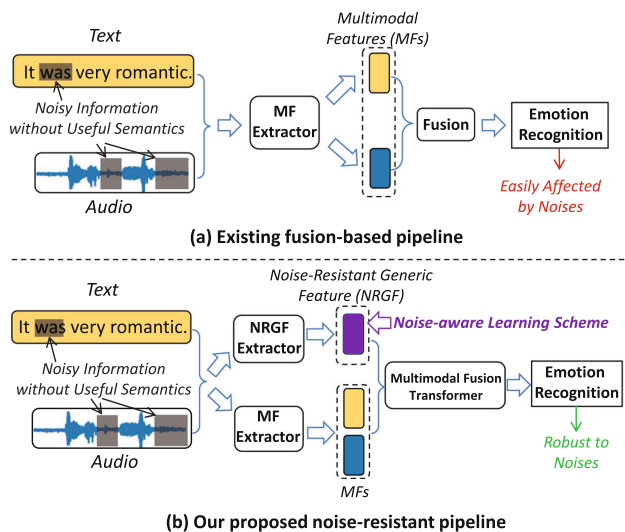 Text
It was very romantic.
Noisy Information
without Useful Semantics
Audio
MF
Extractor
Multimodal
Features (MFs)
Fusion
Emotion
Recognition
Easily Affected
by Noises
(a) Existing fusion-based pipeline
Text
It was very romantic.
Noisy Information
without Useful Semantics
Audio
NRGF
Extractor
MF
Extractor
Noise-Resistant Generic
Feature (NRGF)
Noise-aware Learning Scheme
MFs
Multimodal Fusion
Transformer
Emotion
Recognition
Robust to
Noises
(b) Our proposed noise-resistant pipeline